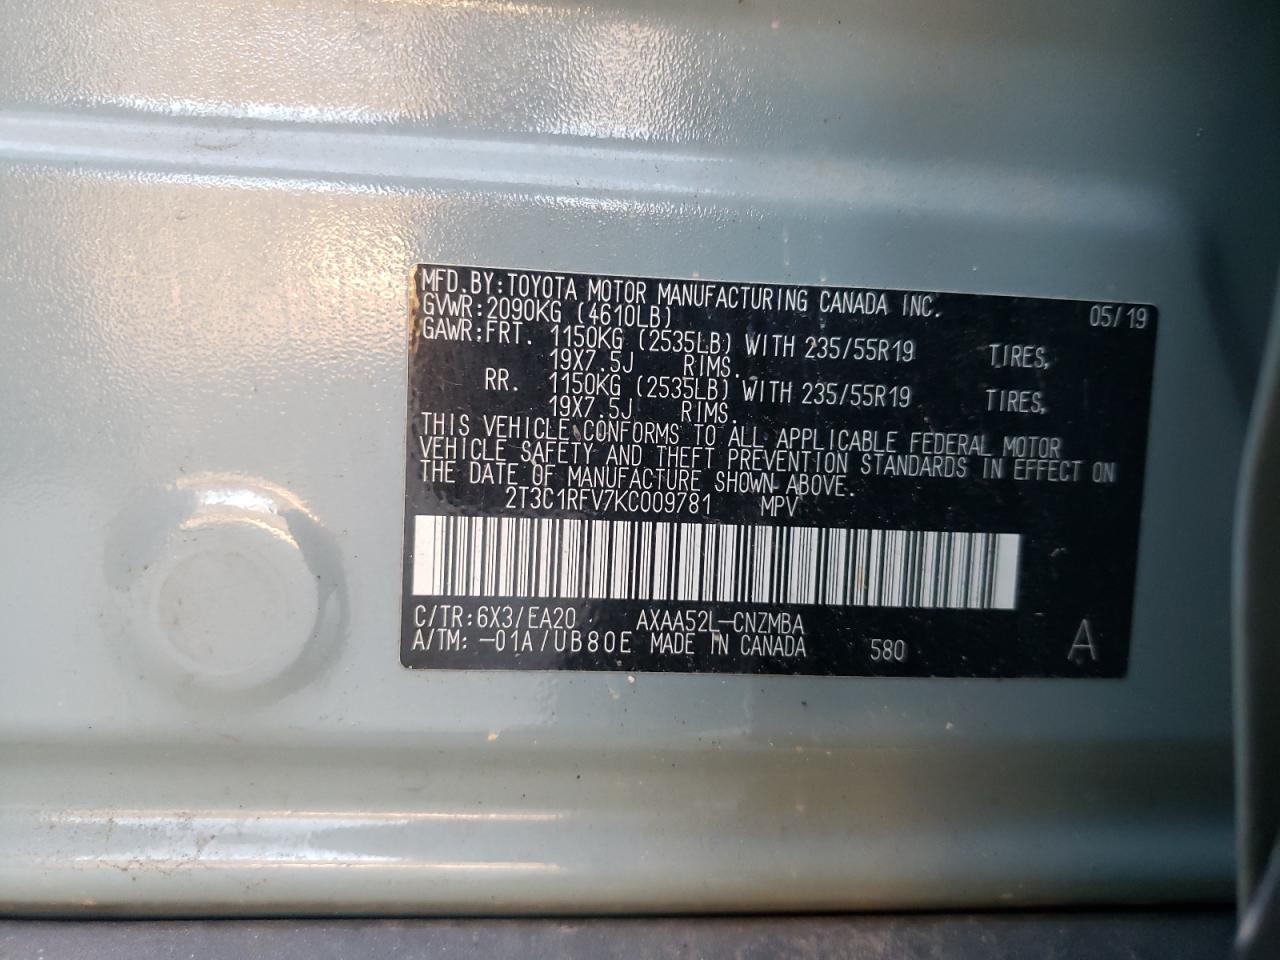 MFD.BY:TOYOTA MOTOR MANUFACTURING CANADA INC. 05/19
GVWR:2090KG (4610LB)
GAWR:FRT. 1150KG (2535LB) WITH 235/55R19 TIRES,
19X7.5J RIMS.
RR. 1150KG (2535LB) WITH 235/55R19 TIRES,
19X7.5J RIMS.
THIS VEHICLE CONFORMS TO ALL APPLICABLE FEDERAL MOTOR
VEHICLE SAFETY AND THEFT PREVENTION STANDARDS IN EFFECT ON
THE DATE OF MANUFACTURE SHOWN ABOVE.
2T3C1RFV7KC009781 MPV
C/TR:6X3/EA20 AXAA52L-CNZMBA
A/TM:-01A/UB80E MADE IN CANADA 580 A